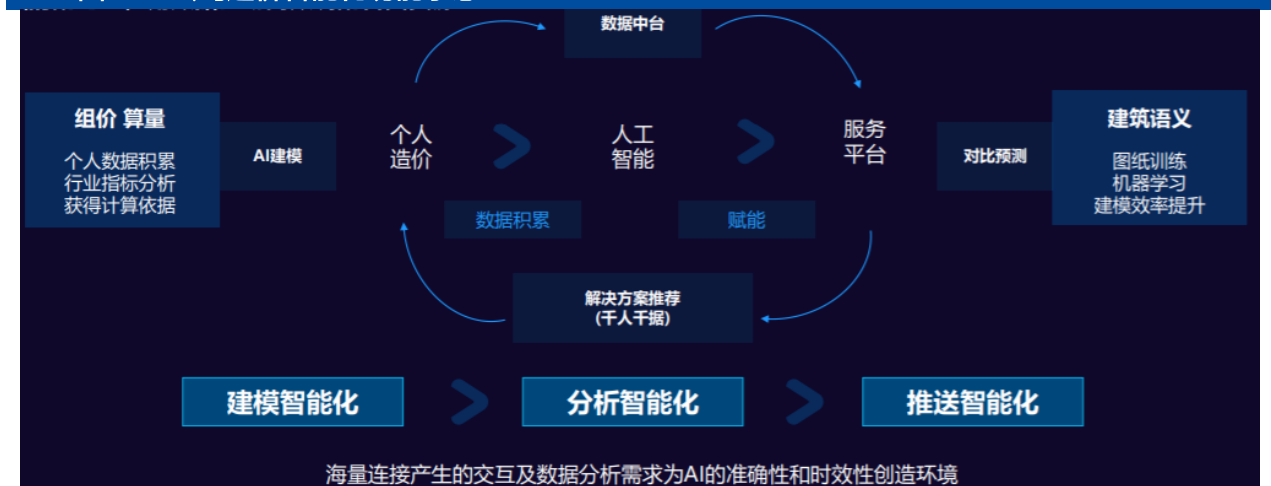 数据中台
组价 算量
个人数据积累
行业指标分析
获得计算依据
AI建模
个人
造价
人工
智能
服务
平台
对比预测
建筑语义
图纸训练
机器学习
建模效率提升
数据积累
赋能
解决方案推荐
(千人千据)
建模智能化
分析智能化
推送智能化
海量连接产生的交互及数据分析需求为AI的准确性和时效性创造环境